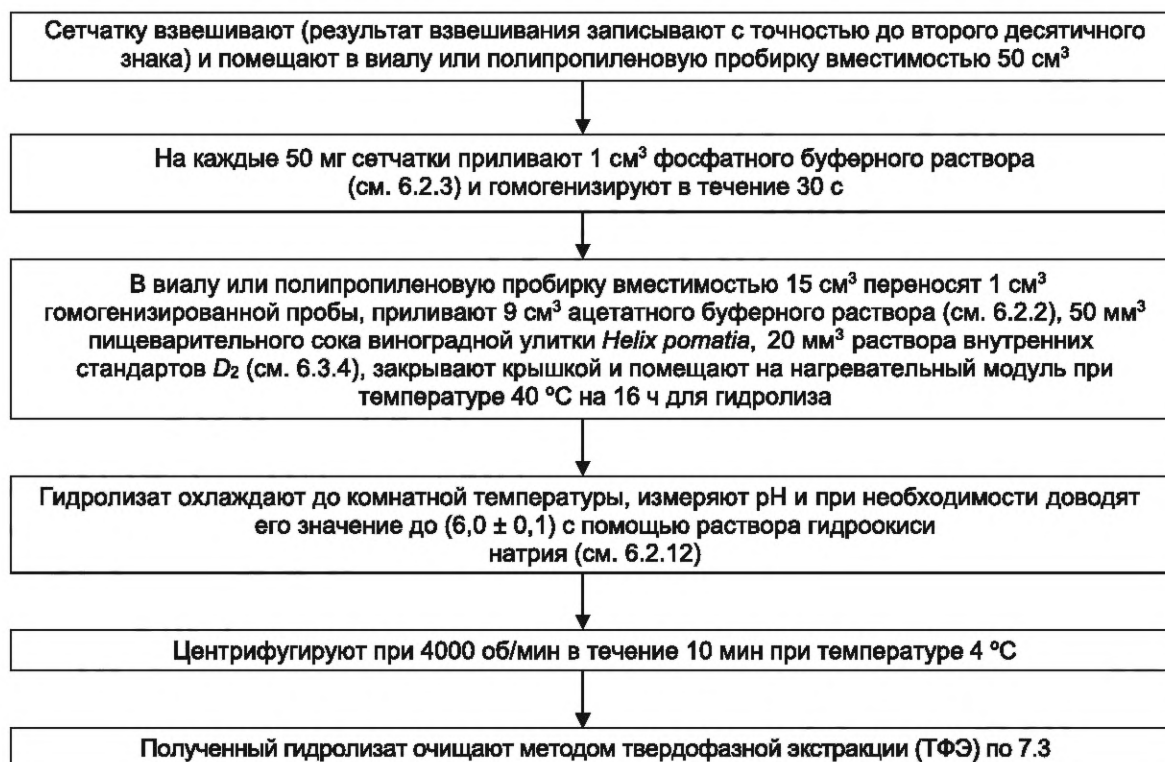 Сетчатку взвешивают (результат взвешивания записывают с точностью до второго десятичного
знака) и помещают в виалу или полипропиленовую пробирку вместимостью 50 см³
На каждые 50 мг сетчатки приливают 1 см³ фосфатного буферного раствора
(см. 6.2.3) и гомогенизируют в течение 30 с
В виалу или полипропиленовую пробирку вместимостью 15 см³ переносят 1 см³
гомогенизированной пробы, приливают 9 см³ ацетатного буферного раствора (см. 6.2.2), 50 мм³
пищеварительного сока виноградной улитки Helix pomatia, 20 мм³ раствора внутренних
стандартов D₂ (см. 6.3.4), закрывают крышкой и помещают на нагревательный модуль при
температуре 40 ºС на 16 ч для гидролиза
Гидролизат охлаждают до комнатной температуры, измеряют pH и при необходимости доводят
его значение до (6,0 ± 0,1) с помощью раствора гидроокиси
натрия (см. 6.2.12)
Центрифугируют при 4000 об/мин в течение 10 мин при температуре 4 ºС
Полученный гидролизат очищают методом твердофазной экстракции (ТФЭ) по 7.3